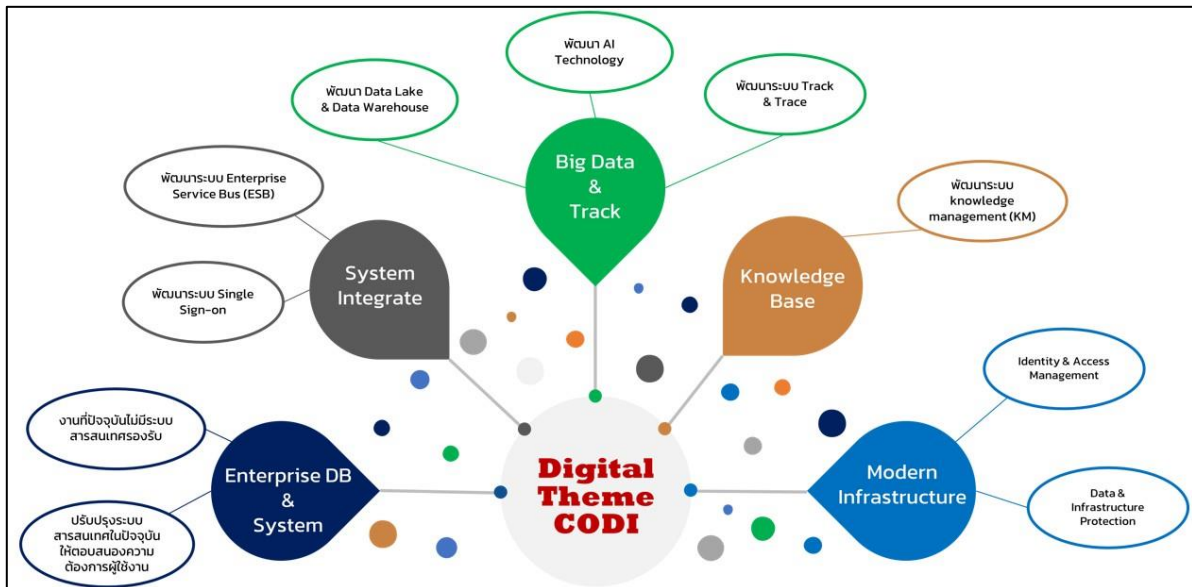 พัฒนา AI
Technology
พัฒนา Data Lake
& Data Warehouse
พัฒนาระบบ Track
& Trace
Big Data
&
Track
พัฒนาระบบ Enterprise
Service Bus (ESB)
พัฒนาระบบ Single
Sign-on
System
Integrate
พัฒนาระบบ
knowledge
management (KM)
Knowledge
Base
งานที่ปัจจุบันไม่มีระบบ
สารสนเทศรองรับ
ปรับปรุงระบบ
สารสนเทศในปัจจุบัน
ให้ตอบสนองความ
ต้องการผู้ใช้งาน
Enterprise DB
&
System
Digital
Theme
CODI
Modern
Infrastructure
Identity & Access
Management
Data &
Infrastructure
Protection